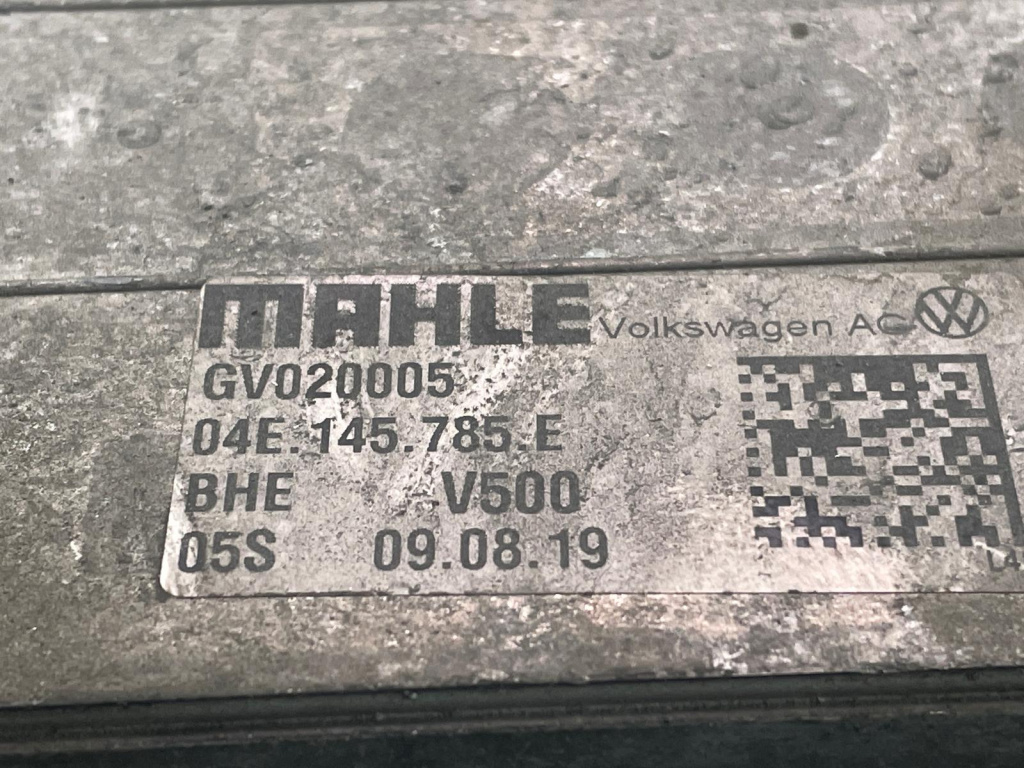 MAHLE Volkswagen AG
GV020005
04E.145.785.E
BHE V500
05S 09.08.19